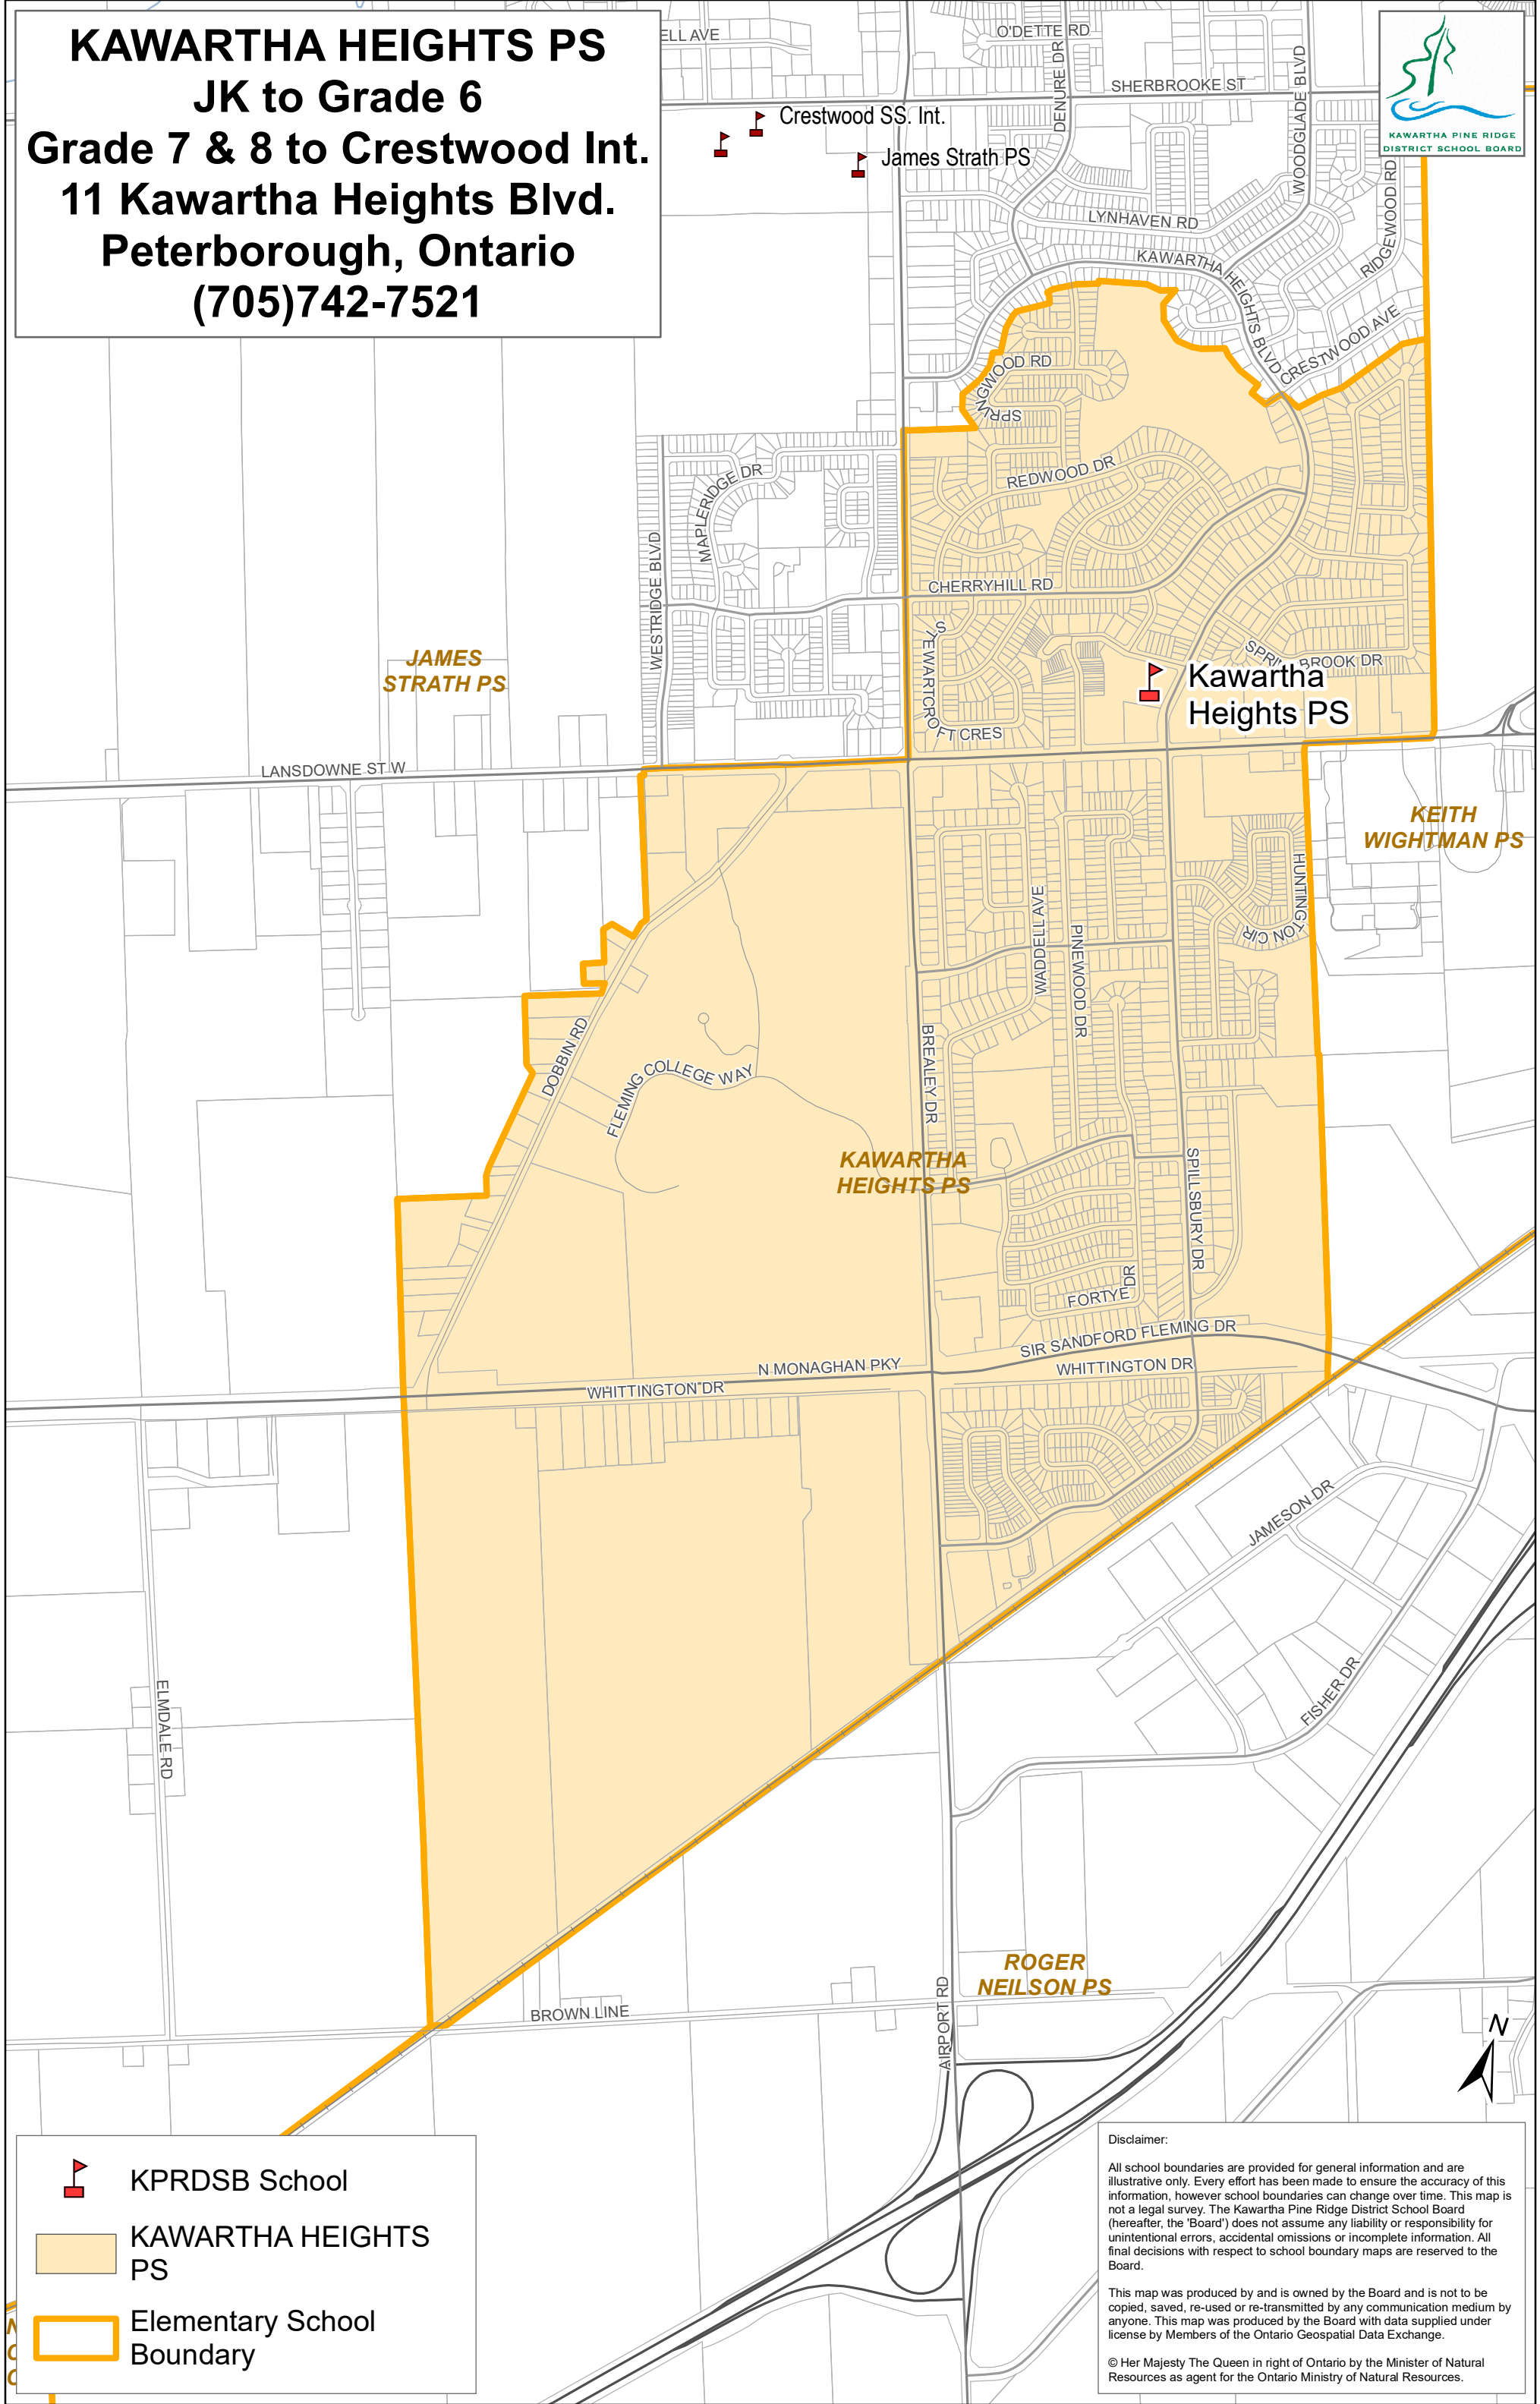 KAWARTHA HEIGHTS PS
JK to Grade 6
Grade 7 & 8 to Crestwood Int.
11 Kawartha Heights Blvd.
Peterborough, Ontario
(705)742-7521
ELL AVE
O'DETTE RD
DENURE DR
SHERBROOKE ST
WOODGLADE BLVD
KAWARTHA PINE RIDGE
DISTRICT SCHOOL BOARD
Crestwood SS. Int.
James Strath PS
LYNHAVEN RD
RIDGEWOOD RD
KAWARTHA HEIGHTS BLVD
CRESTWOOD AVE
SPRINGWOOD RD
REDWOOD DR
MAPLERIDGE DR
WESTRIDGE BLVD
CHERRYHILL RD
STEWARTCROFT CRES
SPRINGBROOK DR
Kawartha
Heights PS
JAMES
STRATH PS
LANSDOWNE ST W
KEITH
WIGHTMAN PS
HUNTINGTON CIR
WADDELL AVE
PINEWOOD DR
DOBBIN RD
FLEMING COLLEGE WAY
BREALEY DR
KAWARTHA
HEIGHTS PS
SPILLSBURY DR
FORTYE DR
SIR SANDFORD FLEMING DR
N MONAGHAN PKY
WHITTINGTON DR
WHITTINGTON DR
JAMESON DR
ELMDALE RD
FISHER DR
ROGER
NEILSON PS
BROWN LINE
AIRPORT RD
N
KPRDSB School
KAWARTHA HEIGHTS
PS
Elementary School
Boundary
N
C
C
Disclaimer:
All school boundaries are provided for general information and are
illustrative only. Every effort has been made to ensure the accuracy of this
information, however school boundaries can change over time. This map is
not a legal survey. The Kawartha Pine Ridge District School Board
(hereafter, the 'Board') does not assume any liability or responsibility for
unintentional errors, accidental omissions or incomplete information. All
final decisions with respect to school boundary maps are reserved to the
Board.
This map was produced by and is owned by the Board and is not to be
copied, saved, re-used or re-transmitted by any communication medium by
anyone. This map was produced by the Board with data supplied under
license by Members of the Ontario Geospatial Data Exchange.
© Her Majesty The Queen in right of Ontario by the Minister of Natural
Resources as agent for the Ontario Ministry of Natural Resources.